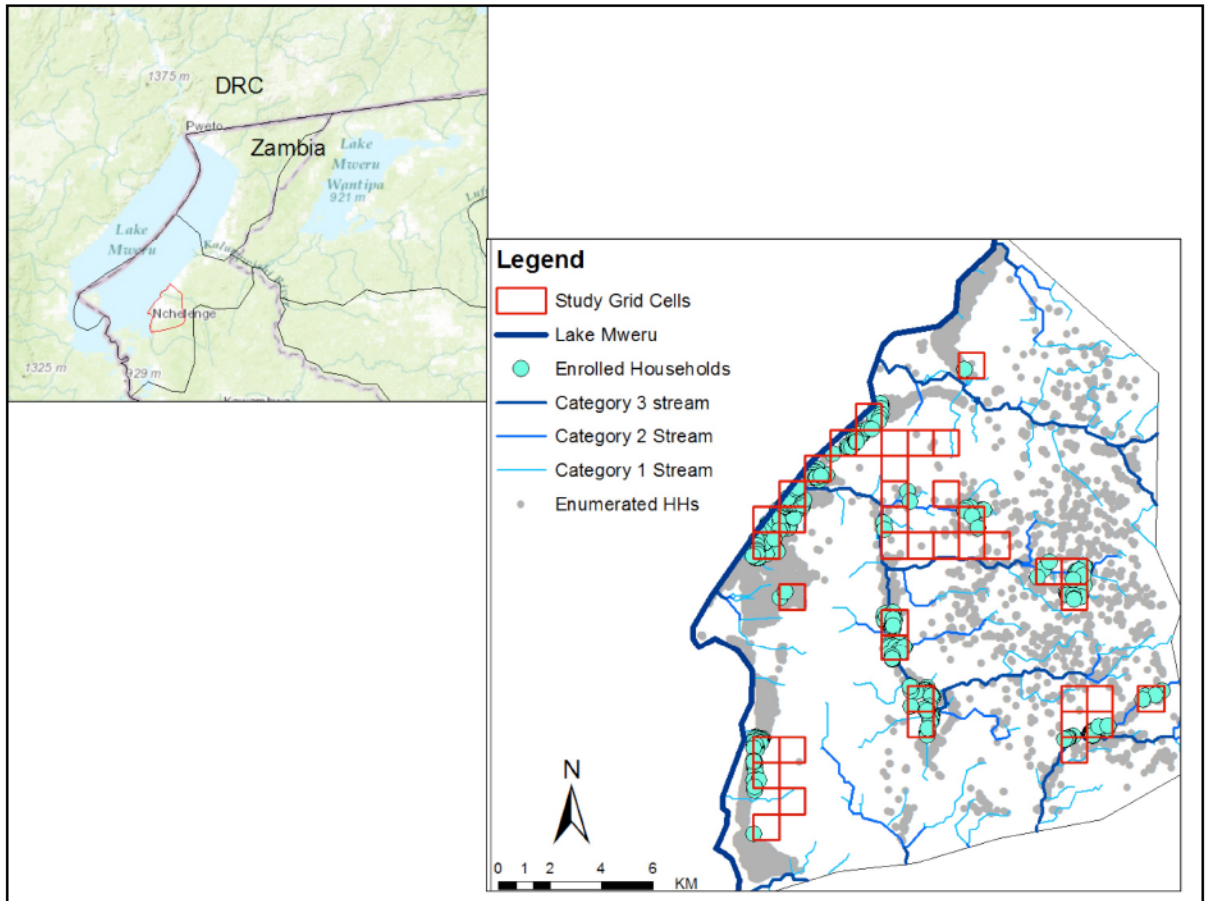 1375 m
DRC
Pweto
Zambia
Lake
Mweru
Wantipa
921 m
Lake
Mweru
Nchelenge
1325 m
929 m
Legend
Study Grid Cells
Lake Mweru
Enrolled Households
Category 3 stream
Category 2 Stream
Category 1 Stream
Enumerated HHs
N
0 1 2 4 6
KM